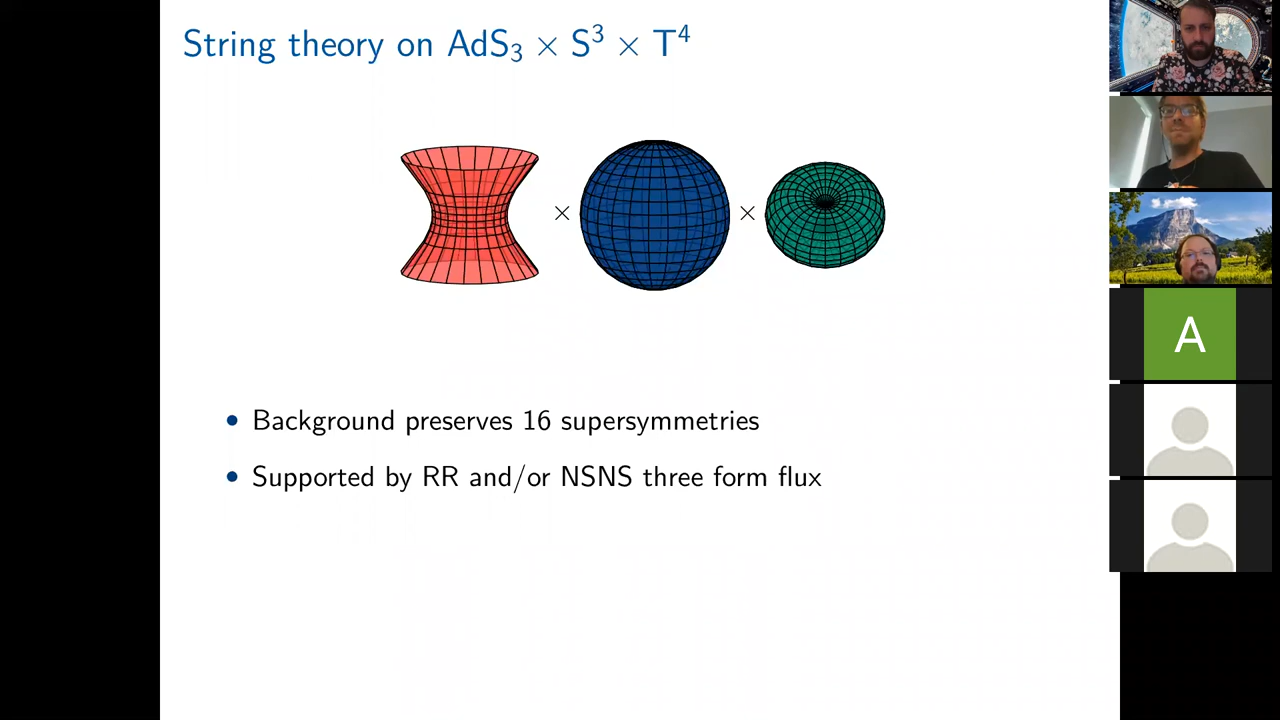 String theory on AdS₃ × S³ × T⁴
× ×
• Background preserves 16 supersymmetries
• Supported by RR and/or NSNS three form flux
A